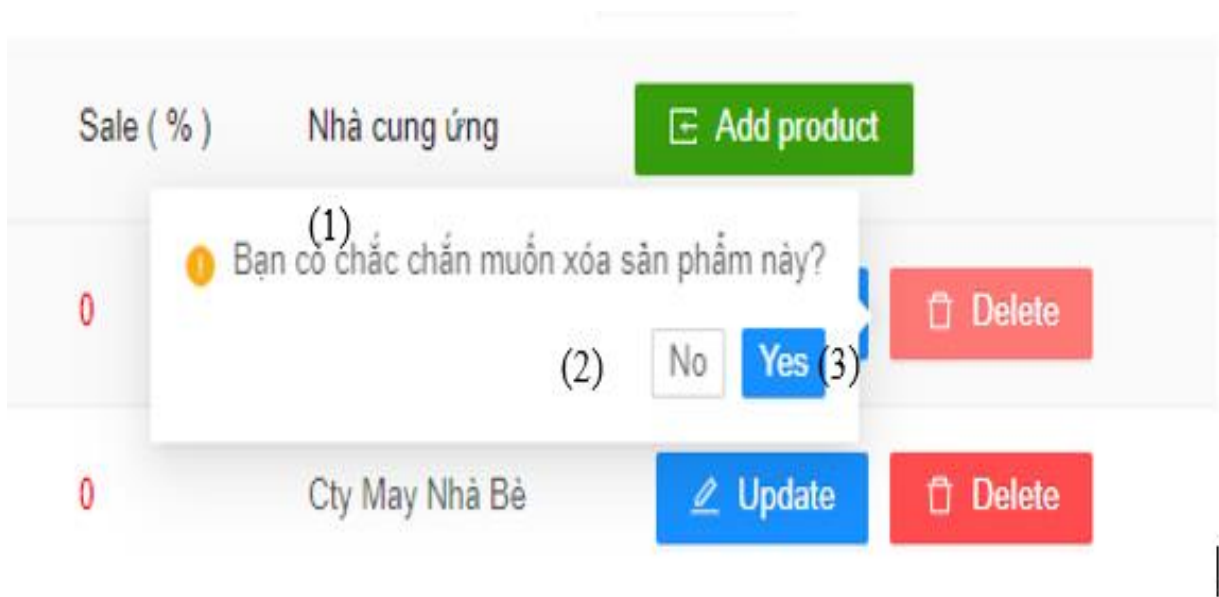 Sale ( % ) Nhà cung ứng Add product
(1)
Bạn có chắc chắn muốn xóa sản phẩm này?
0 Delete
(2) No Yes (3)
0 Cty May Nhà Bè Update Delete